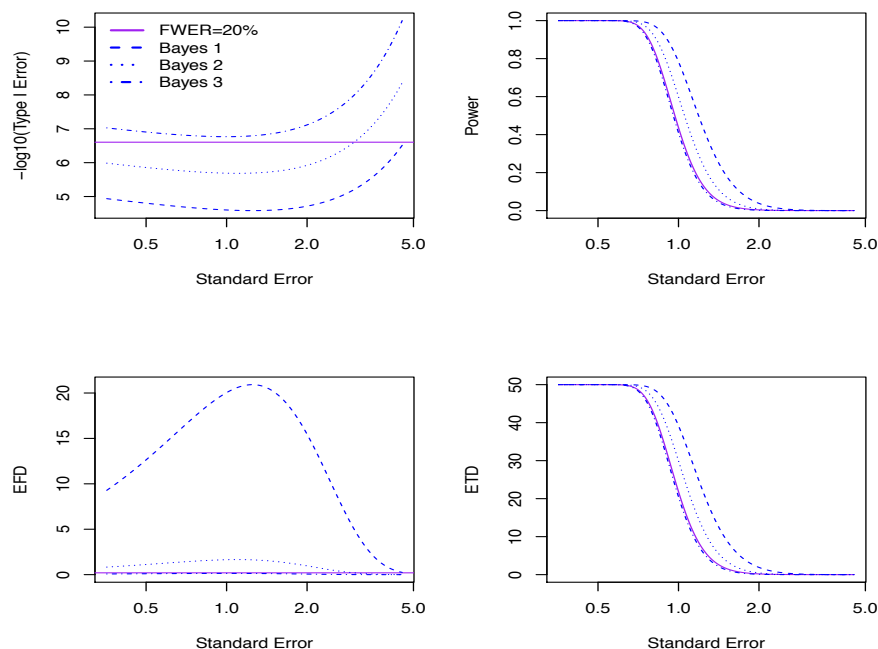 −log10(Type I Error)
10
9
8
7
6
5
FWER=20%
Bayes 1
Bayes 2
Bayes 3
0.5 1.0 2.0 5.0
Standard Error
Power
1.0
0.8
0.6
0.4
0.2
0.0
0.5 1.0 2.0 5.0
Standard Error
EFD
20
15
10
5
0
0.5 1.0 2.0 5.0
Standard Error
ETD
50
40
30
20
10
0
0.5 1.0 2.0 5.0
Standard Error